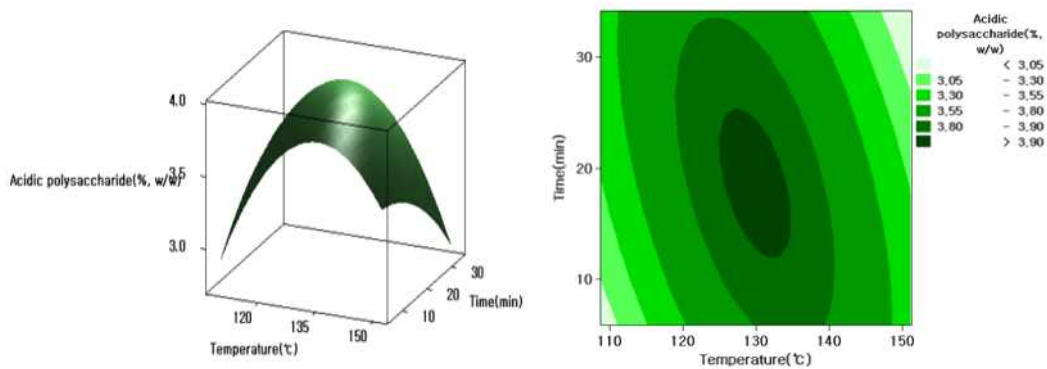 4.0
3.5
3.0
Acidic polysaccharide(%, w/w)
120
135
150
Temperature(℃)
10
20
30
Time(min)
30
20
10
Time(min)
110
120
130
140
150
Temperature(℃)
Acidic
polysaccharide(%,
w/w)
< 3,05
3,05 - 3,30
3,30 - 3,55
3,55 - 3,80
3,80 - 3,90
> 3,90